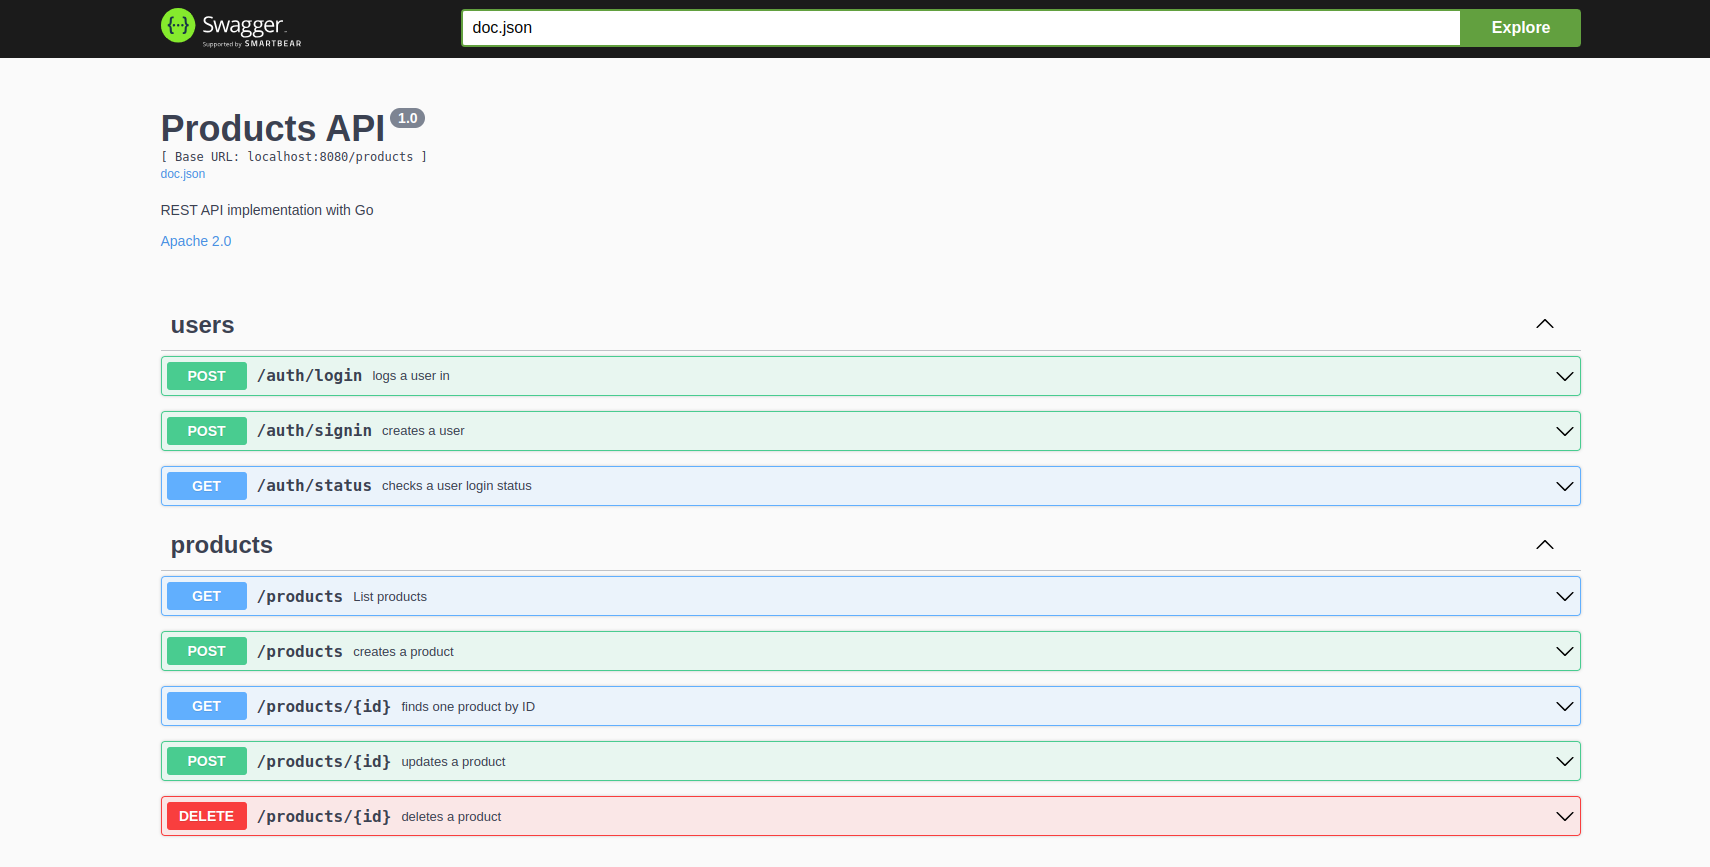 Swagger
Supported by SMARTBEAR
doc.json
Explore
Products API 1.0
[ Base URL: localhost:8080/products ]
doc.json
REST API implementation with Go
Apache 2.0
users
POST /auth/login logs a user in
POST /auth/signin creates a user
GET /auth/status checks a user login status
products
GET /products List products
POST /products creates a product
GET /products/{id} finds one product by ID
POST /products/{id} updates a product
DELETE /products/{id} deletes a product